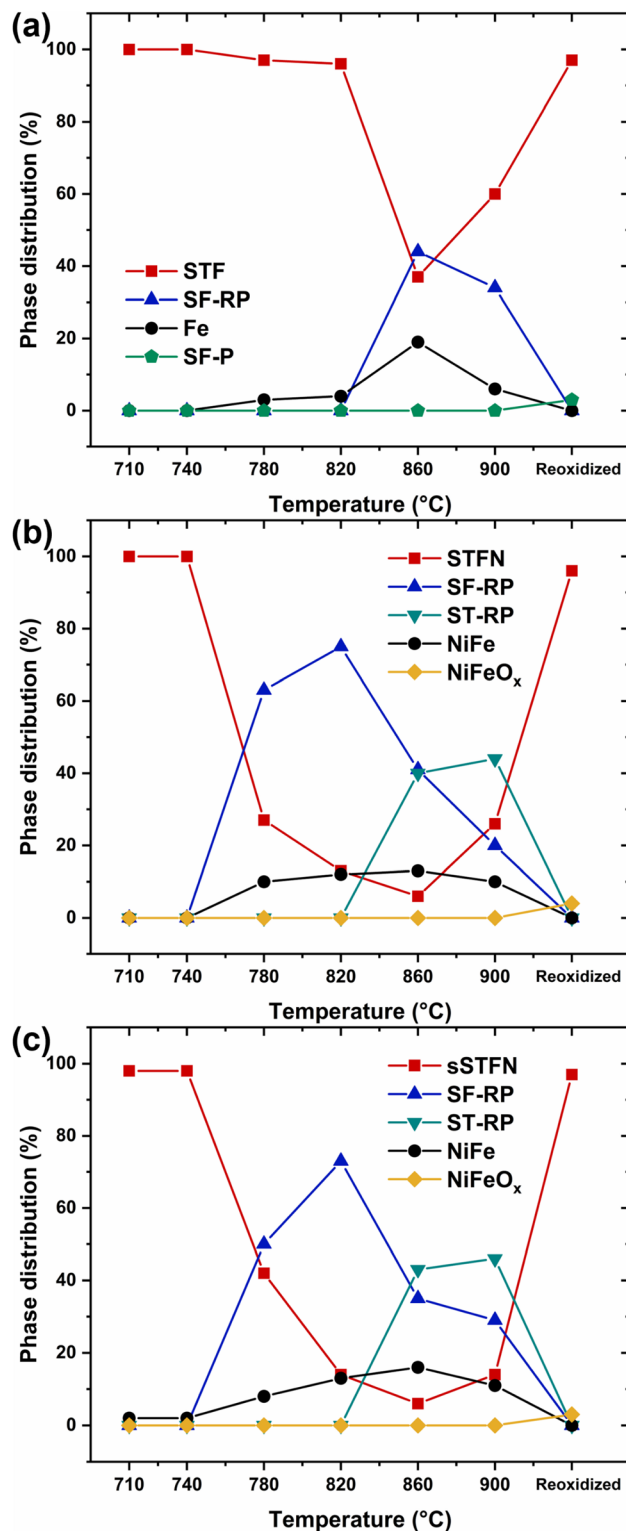 (a)
100
80
60
40
20
0
Phase distribution (%)
STF
SF-RP
Fe
SF-P
710 740 780 820 860 900 Reoxidized
Temperature (°C)
(b)
100
80
60
40
20
0
Phase distribution (%)
STFN
SF-RP
ST-RP
NiFe
NiFeOₓ
710 740 780 820 860 900 Reoxidized
Temperature (°C)
(c)
100
80
60
40
20
0
Phase distribution (%)
sSTFN
SF-RP
ST-RP
NiFe
NiFeOₓ
710 740 780 820 860 900 Reoxidized
Temperature (°C)